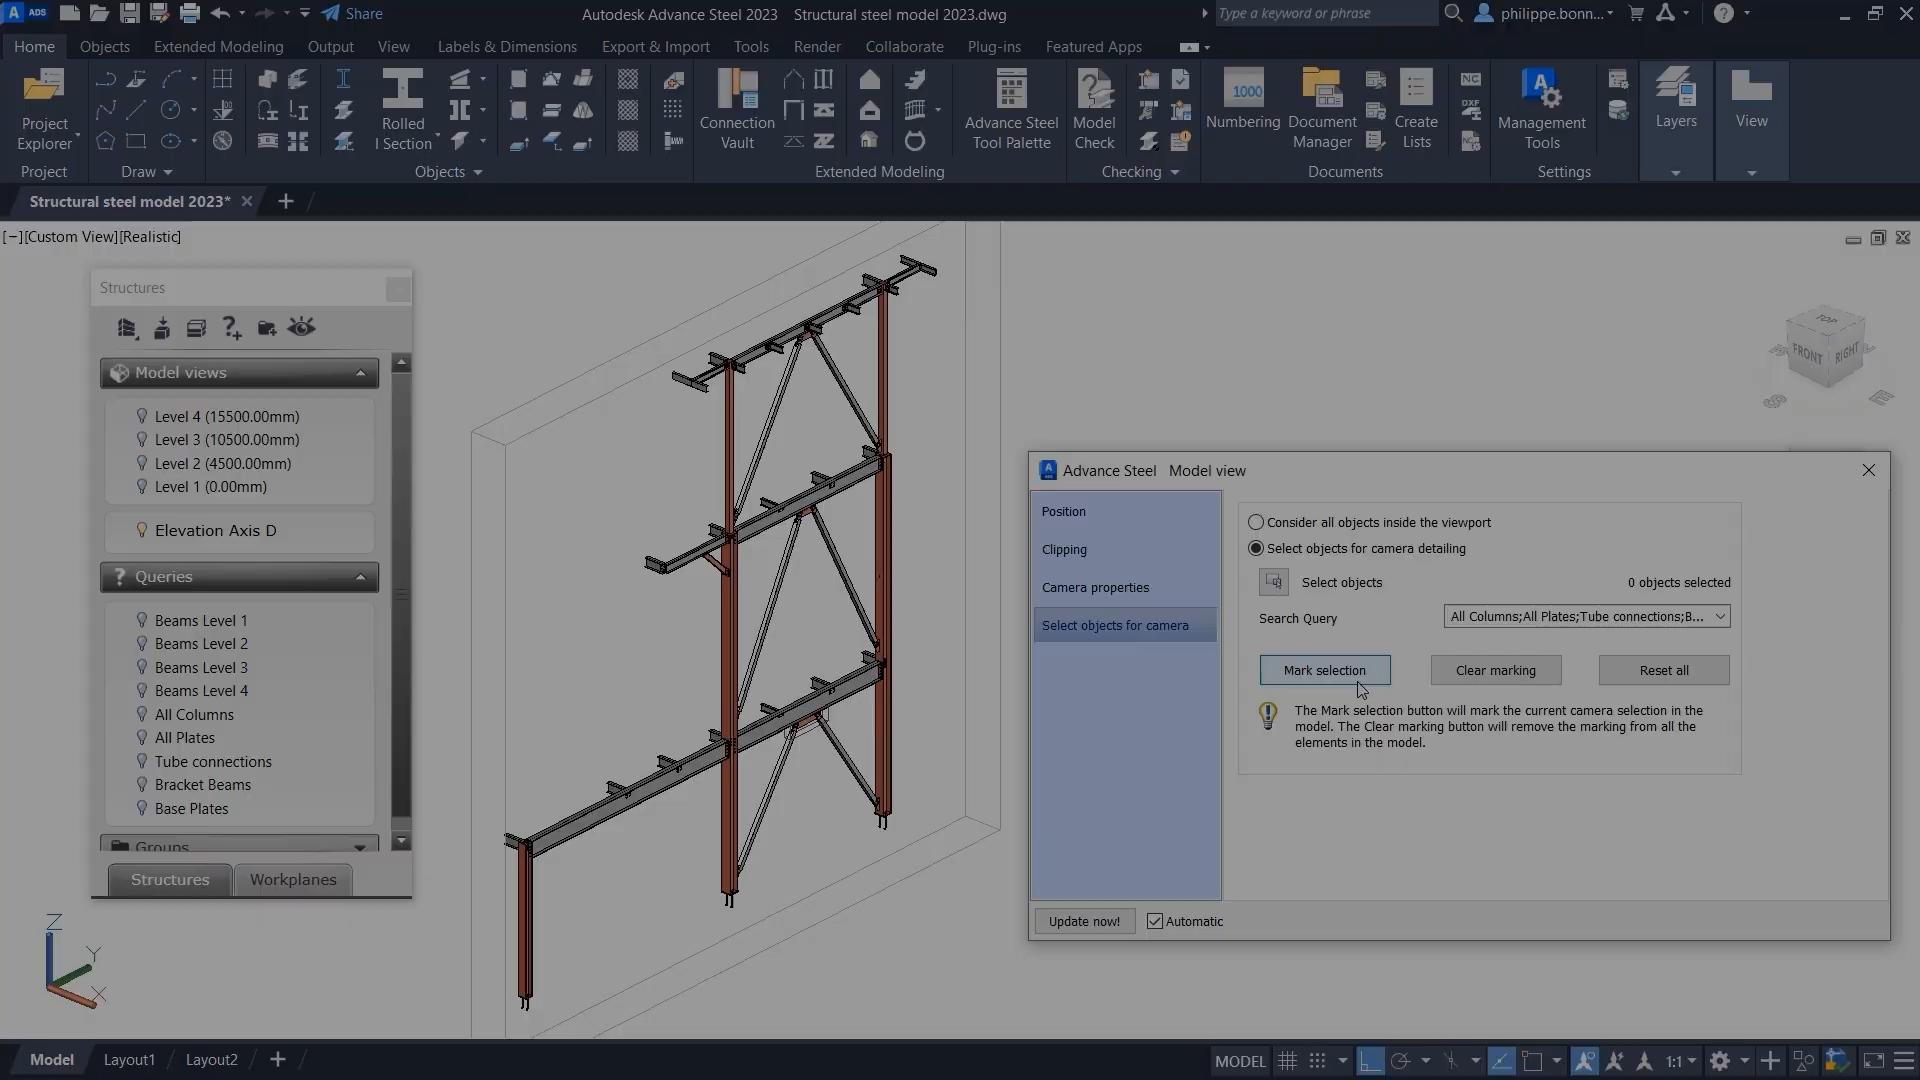 ADS
Share
Autodesk Advance Steel 2023 Structural steel model 2023.dwg
Type a keyword or phrase
philippe.bonn...
Home Objects Extended Modeling Output View Labels & Dimensions Export & Import Tools Render Collaborate Plug-ins Featured Apps
Project
Explorer
Rolled
I Section
Connection
Vault
Advance Steel
Tool Palette
Model
Check
1000
Numbering
Document
Manager
Create
Lists
NC
DXF
Management
Tools
Layers
View
Project Draw Objects Extended Modeling Checking Documents Settings
Structural steel model 2023*
[−][Custom View][Realistic]
Structures
Model views
Level 4 (15500.00mm)
Level 3 (10500.00mm)
Level 2 (4500.00mm)
Level 1 (0.00mm)
Elevation Axis D
Queries
Beams Level 1
Beams Level 2
Beams Level 3
Beams Level 4
All Columns
All Plates
Tube connections
Bracket Beams
Base Plates
Groups
Structures Workplanes
Z
Y
X
TOP
FRONT RIGHT
S
E
Advance Steel Model view
Position
Clipping
Camera properties
Select objects for camera
Consider all objects inside the viewport
Select objects for camera detailing
Select objects 0 objects selected
Search Query All Columns;All Plates;Tube connections;B...
Mark selection Clear marking Reset all
The Mark selection button will mark the current camera selection in the
model. The Clear marking button will remove the marking from all the
elements in the model.
Update now! Automatic
Model Layout1 Layout2
MODEL 1:1